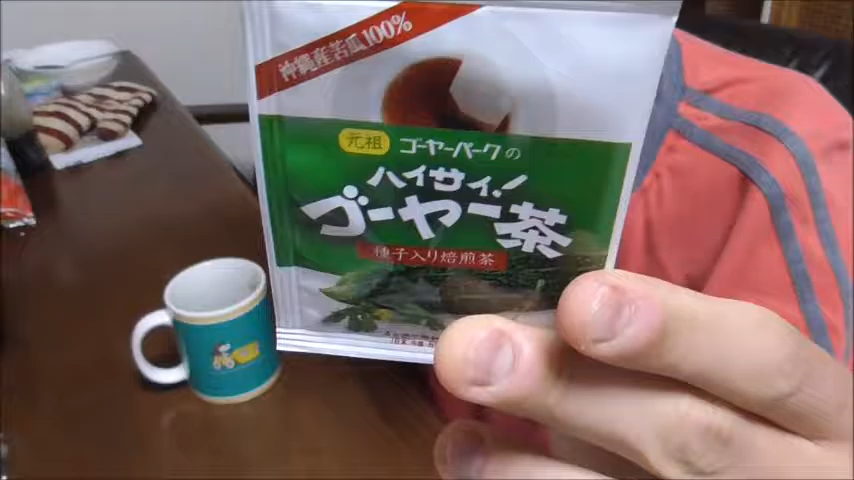 沖縄産苦瓜100%
元祖
ゴーヤーパークの
ハイサイ!
ゴーヤー茶
種子入り焙煎茶